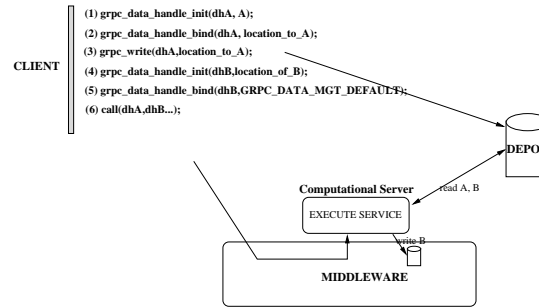 (1) grpc_data_handle_init(dhA, A);
(2) grpc_data_handle_bind(dhA, location_to_A);
(3) grpc_write(dhA,location_to_A);
CLIENT
(4) grpc_data_handle_init(dhB,location_of_B);
(5) grpc_data_handle_bind(dhB,GRPC_DATA_MGT_DEFAULT);
(6) call(dhA,dhB...);
DEPO
read A, B
Computational Server
EXECUTE SERVICE
write B
MIDDLEWARE